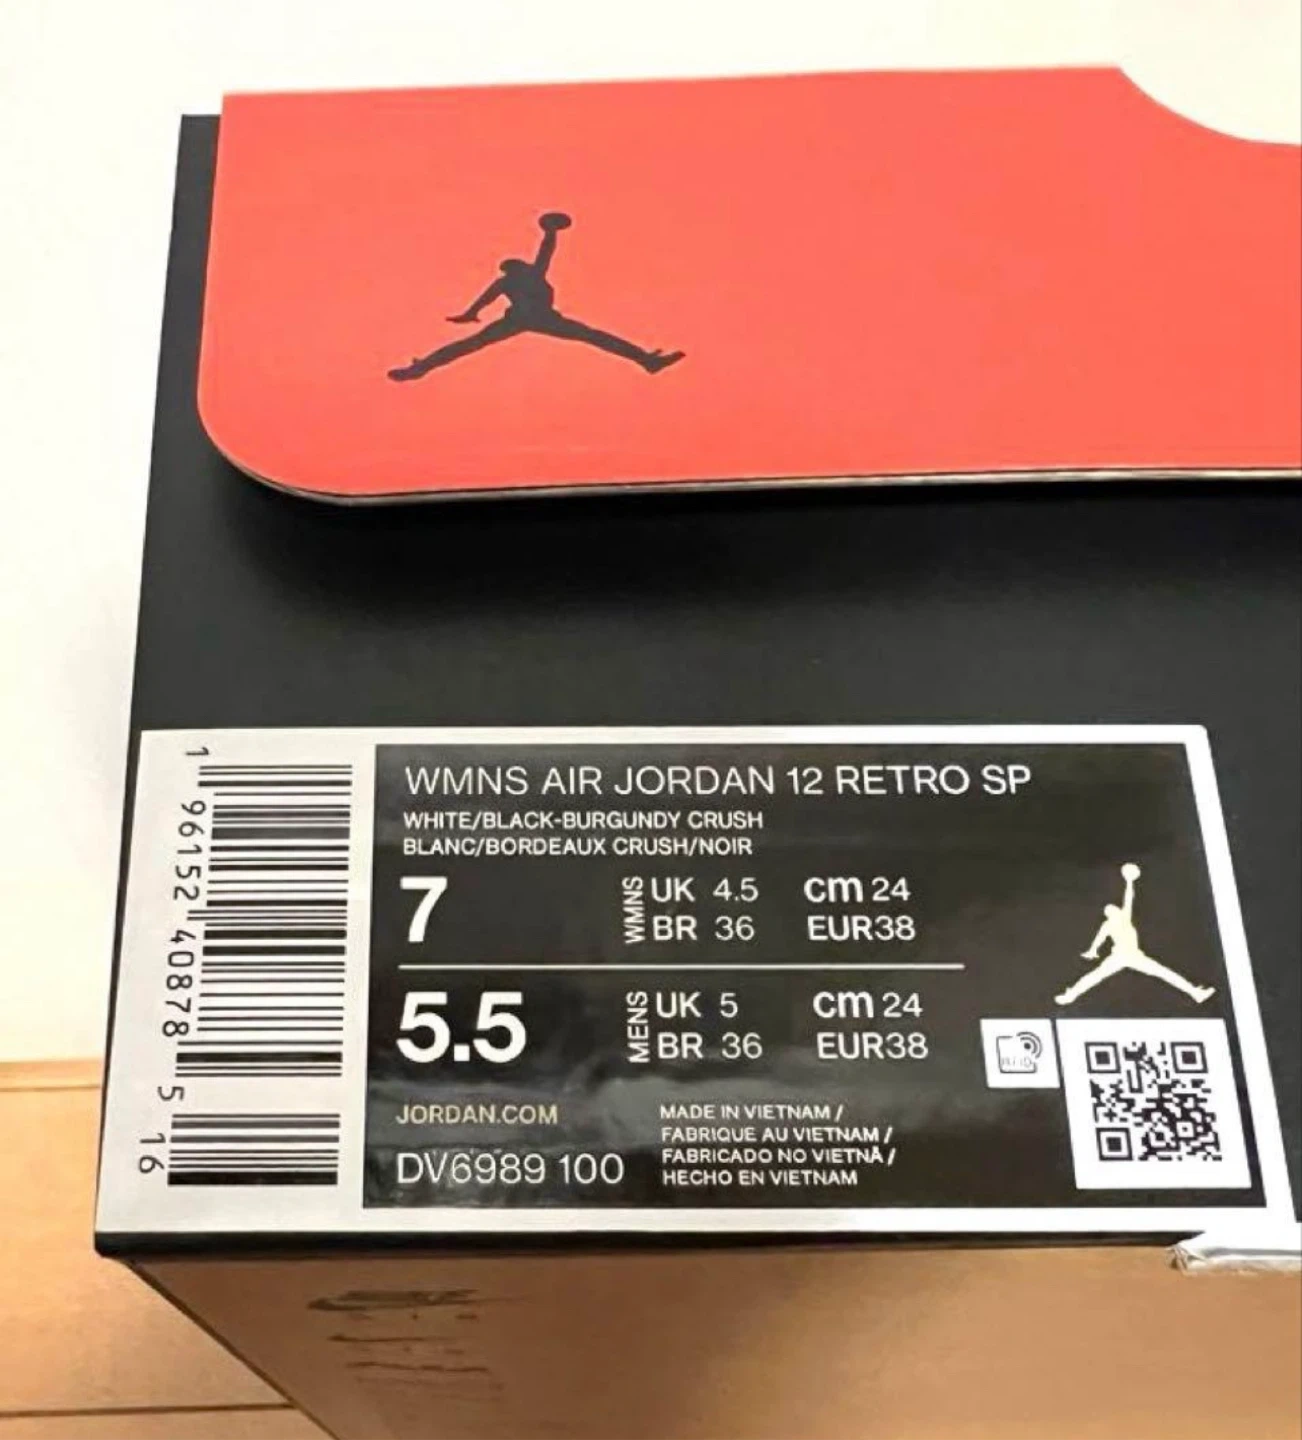 WMNS AIR JORDAN 12 RETRO SP
WHITE/BLACK-BURGUNDY CRUSH
BLANC/BORDEAUX CRUSH/NOIR
7 WMNS UK 4.5 cm 24
BR 36 EUR38
5.5 MENS UK 5 cm 24
BR 36 EUR38
JORDAN.COM
DV6989 100
MADE IN VIETNAM /
FABRIQUE AU VIETNAM /
FABRICADO NO VIETNÃ /
HECHO EN VIETNAM
RFID
1 96152 40878 5 16